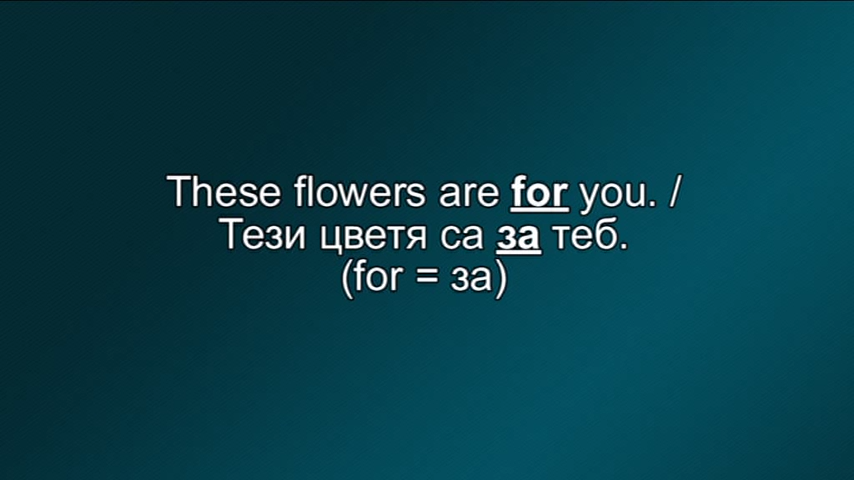 These flowers are for you. /
Тези цветя са за теб.
(for = за)